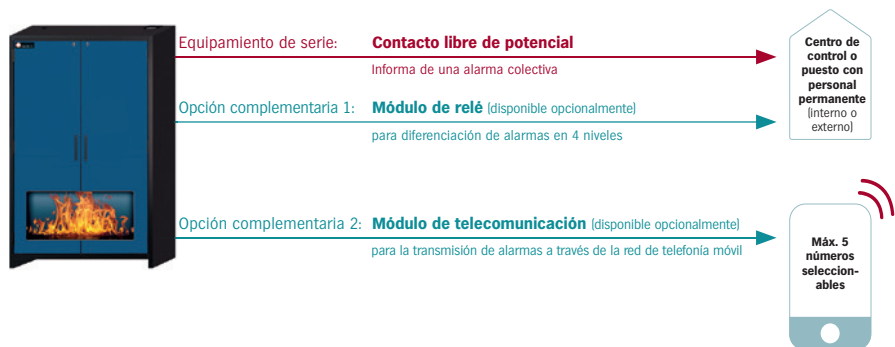 Equipamiento de serie: Contacto libre de potencial
Informa de una alarma colectiva
Opción complementaria 1: Módulo de relé (disponible opcionalmente)
para diferenciación de alarmas en 4 niveles
Centro de
control o
puesto con
personal
permanente
(interno o
externo)
Opción complementaria 2: Módulo de telecomunicación (disponible opcionalmente)
para la transmisión de alarmas a través de la red de telefonía móvil
Máx. 5
números
seleccion-
ables